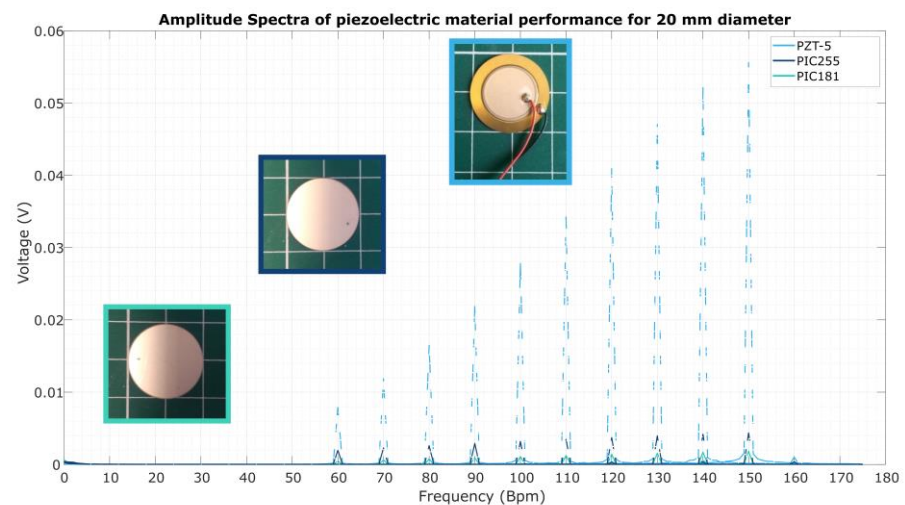 Amplitude Spectra of piezoelectric material performance for 20 mm diameter
0.06
0.05
0.04
0.03
0.02
0.01
0
Voltage (V)
PZT-5
PIC255
PIC181
0 10 20 30 40 50 60 70 80 90 100 110 120 130 140 150 160 170 180
Frequency (Bpm)